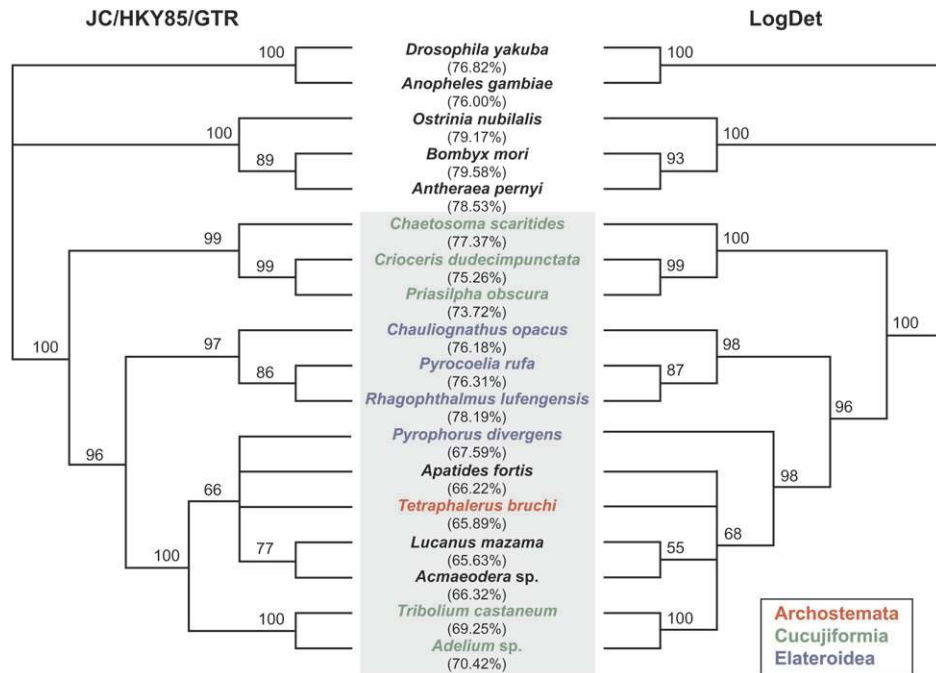 JC/HKY85/GTR LogDet
100 Drosophila yakuba 100
(76.82%)
Anopheles gambiae
(76.00%)
100 Ostrinia nubilalis 100
(79.17%)
89 Bombyx mori 93
(79.58%)
Antheraea pernyi
(78.53%)
99 Chaetosoma scaritides 100
(77.37%)
99 Crioceris dudecimpunctata 99
(75.26%)
Priasilpha obscura
(73.72%)
100 97 Chauliognathus opacus 98 100
(76.18%)
86 Pyrocoelia rufa 87
(76.31%)
Rhagophthalmus lufengensis 96
(78.19%)
Pyrophorus divergens
(67.59%)
96 66 Apatides fortis 98
(66.22%)
Tetraphalerus bruchi
(65.89%)
77 Lucanus mazama 55 68
(65.63%)
100 Acmaeodera sp.
(66.32%)
100 Tribolium castaneum 100
(69.25%)
Adelium sp.
(70.42%)
Archostemata
Cucujiformia
Elateroidea